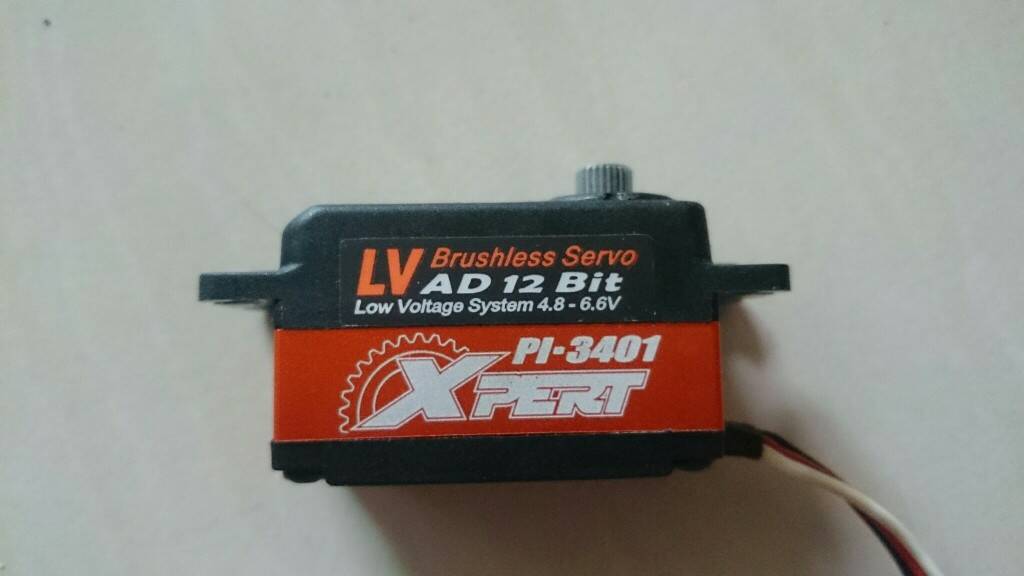 LV Brushless Servo
AD 12 Bit
Low Voltage System 4.8 - 6.6V
PI-3401
XPERT